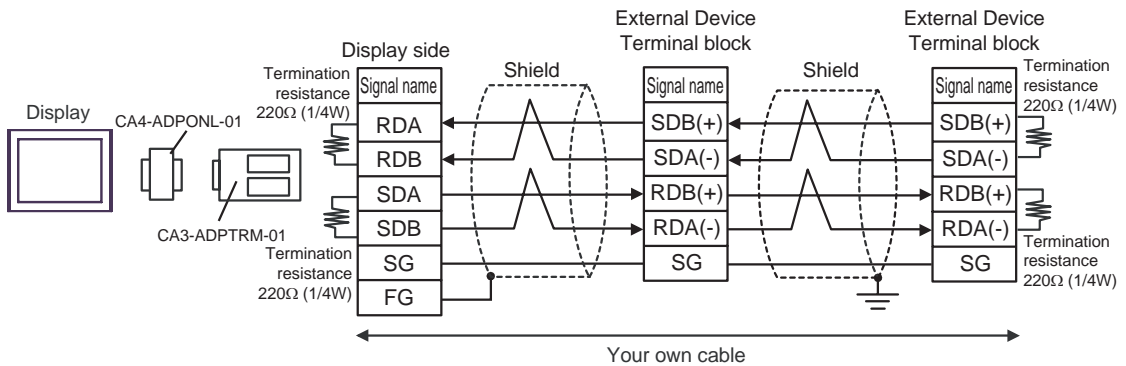 External Device
Terminal block
External Device
Terminal block
Display side
Termination
resistance
220Ω (1/4W)
Signal name
Shield
Signal name
Shield
Signal name
Termination
resistance
220Ω (1/4W)
Display
CA4-ADPONL-01
CA3-ADPTRM-01
RDA
SDB(+)
SDB(+)
RDB
SDA(-)
SDA(-)
SDA
RDB(+)
RDB(+)
SDB
RDA(-)
RDA(-)
SG
SG
SG
FG
Termination
resistance
220Ω (1/4W)
Termination
resistance
220Ω (1/4W)
Your own cable